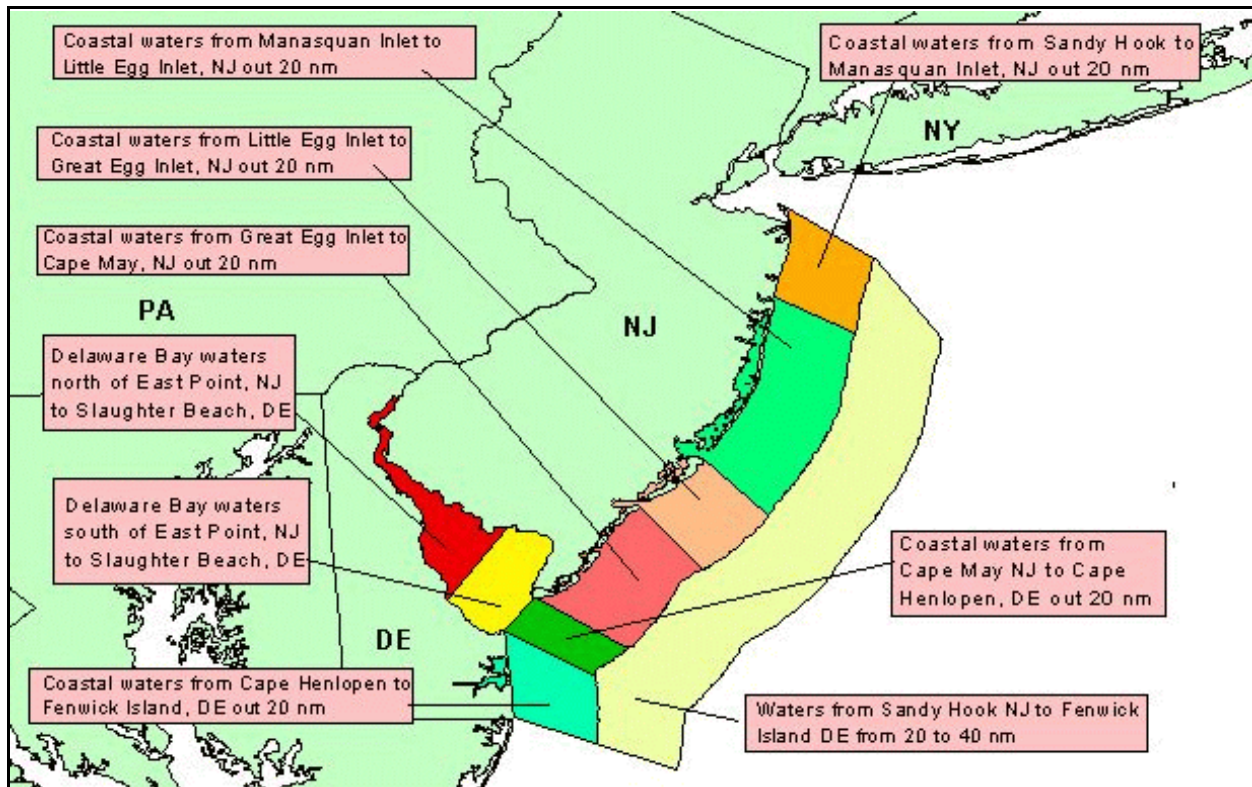 Coastal waters from Manasquan Inlet to
Little Egg Inlet, NJ out 20 nm
Coastal waters from Sandy Hook to
Manasquan Inlet, NJ out 20 nm
NY
Coastal waters from Little Egg Inlet to
Great Egg Inlet, NJ out 20 nm
Coastal waters from Great Egg Inlet to
Cape May, NJ out 20 nm
PA
NJ
Delaware Bay waters
north of East Point, NJ
to Slaughter Beach, DE
Delaware Bay waters
south of East Point, NJ
to Slaughter Beach, DE
Coastal waters from
Cape May NJ to Cape
Henlopen, DE out 20 nm
DE
Coastal waters from Cape Henlopen to
Fenwick Island, DE out 20 nm
Waters from Sandy Hook NJ to Fenwick
Island DE from 20 to 40 nm